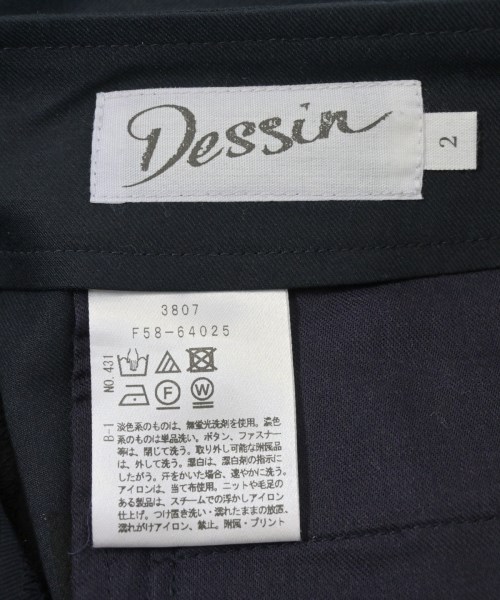 Dessin
2
3807
F58-64025
NO.431
F
W
B-1
淡色系のものは、無蛍光洗剤を使用。濃色
系のものは単品洗い。ボタン、ファスナー
等は、閉じて洗う。取り外し可能な附属品
は、外して洗う。漂白は、漂白剤の指示に
したがう。汗をかいた場合、速やかに洗う。
アイロンは、当て布使用。ニットや毛足の
ある製品は、スチームでの浮かしアイロン
仕上げ。つけ置き洗い・濡れたままの放置、
濡れがけアイロン、禁止。附属・プリント